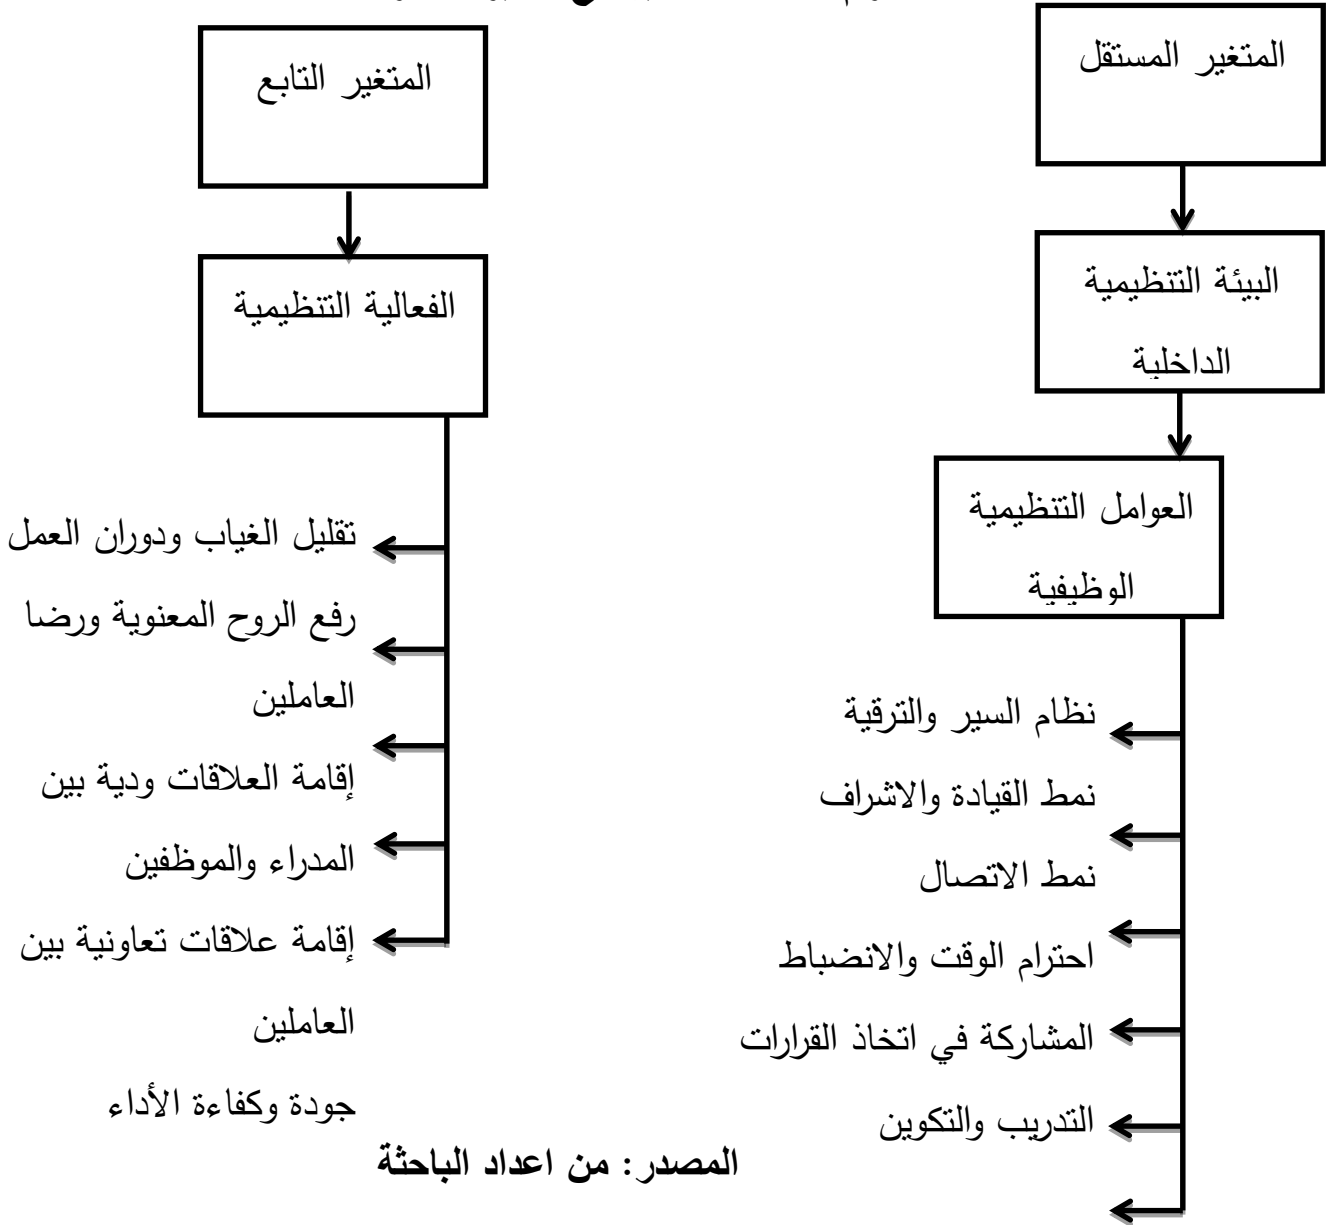 المتغير المستقل
البيئة التنظيمية
الداخلية
العوامل التنظيمية
الوظيفية
نظام السير والترقية
نمط القيادة والاشراف
نمط الاتصال
احترام الوقت والانضباط
المشاركة في اتخاذ القرارات
التدريب والتكوين
المتغير التابع
الفعالية التنظيمية
تقليل الغياب ودوران العمل
رفع الروح المعنوية ورضا
العاملين
إقامة العلاقات ودية بين
المدراء والموظفين
إقامة علاقات تعاونية بين
العاملين
جودة وكفاءة الأداء
المصدر: من اعداد الباحثة